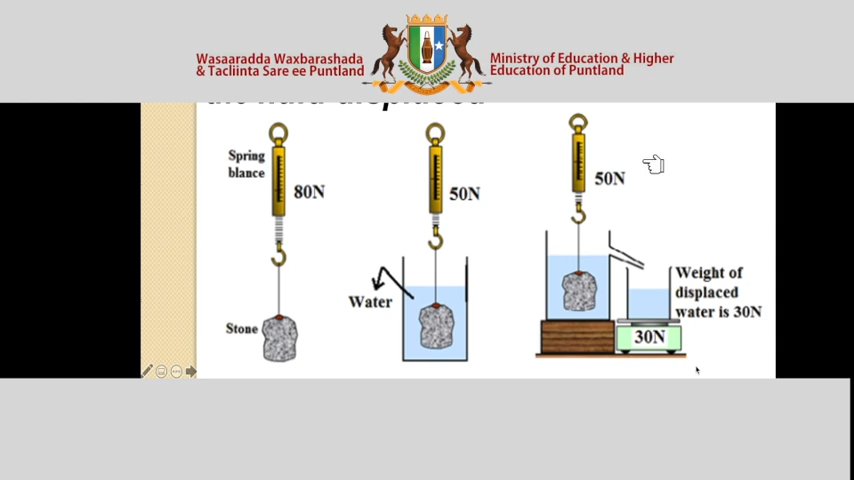 Wasaaradda Waxbarashada
& Tacliinta Sare ee Puntland
Ministry of Education & Higher
Education of Puntland
displaced
Spring
blance
80N
50N
50N
Water
Stone
Weight of
displaced
water is 30N
30N